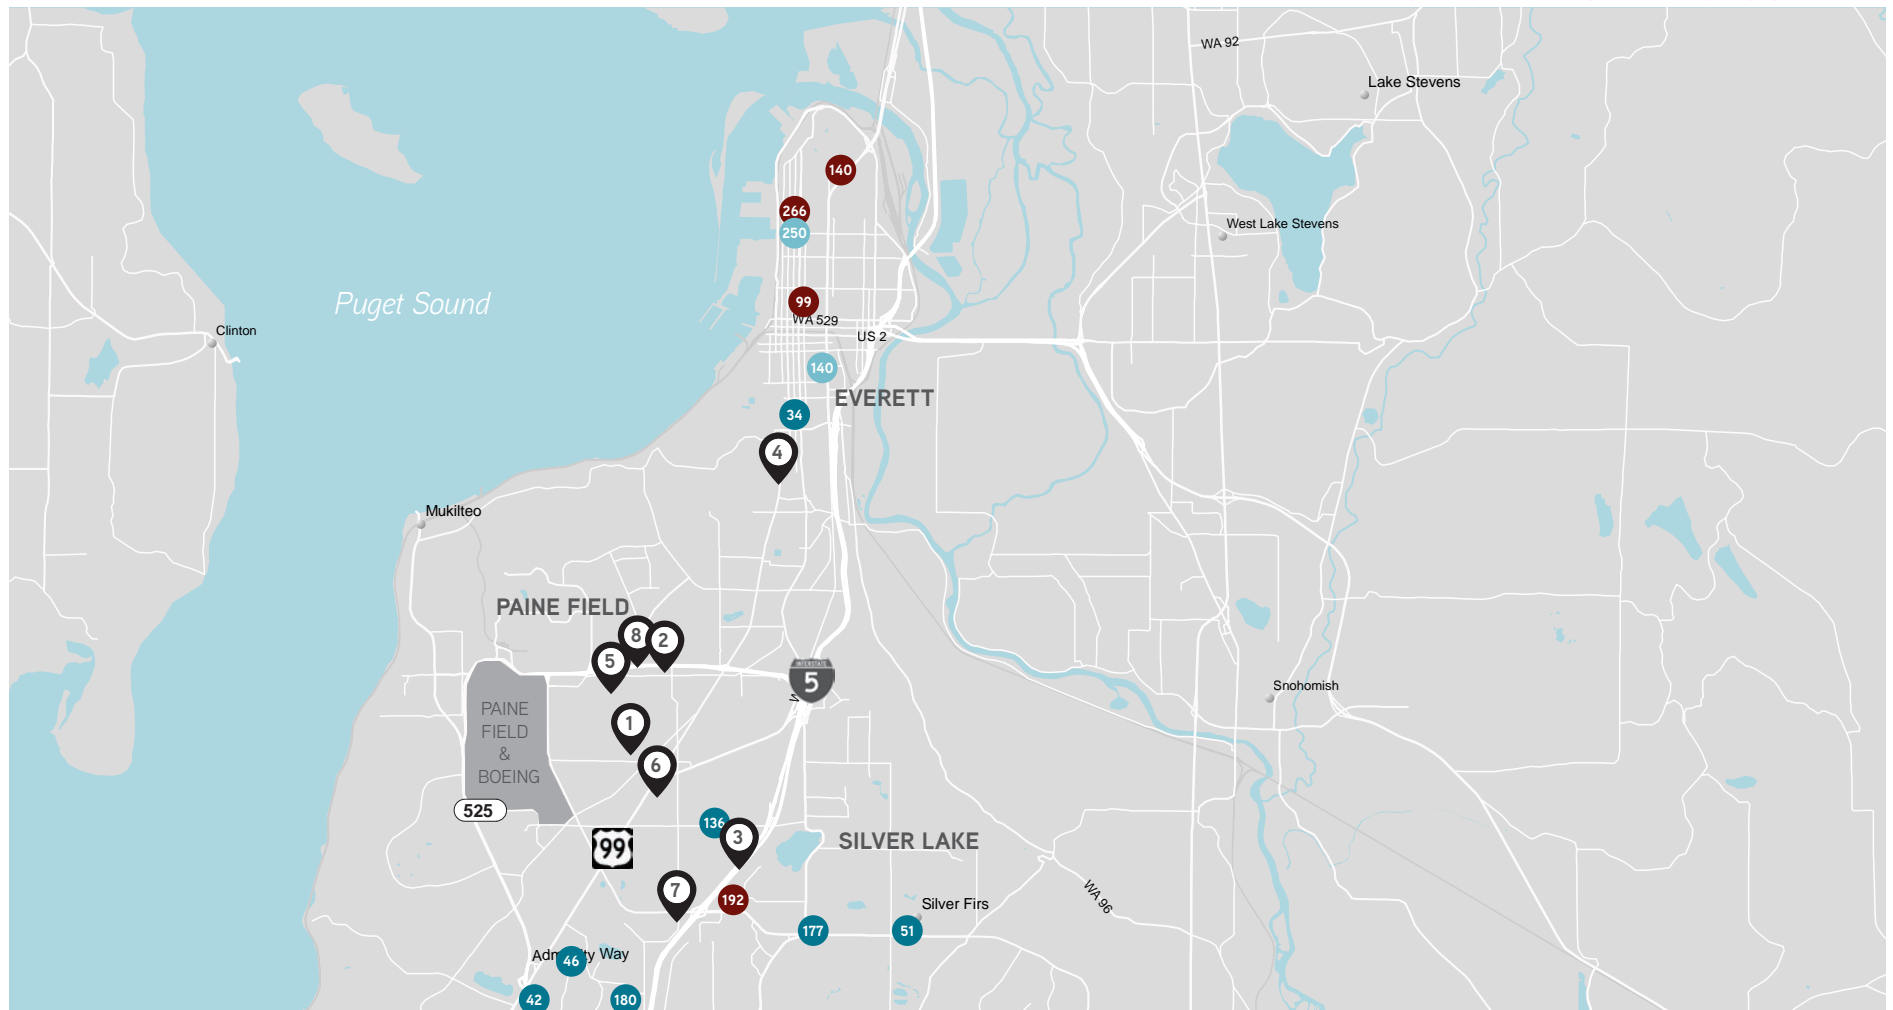 WA 92
Lake Stevens
140
266
West Lake Stevens
250
Puget Sound
99
WA 529
Clinton
US 2
140
EVERETT
34
4
Mukilteo
PAINE FIELD
8
2
5
INTERSTATE
5
Snohomish
PAINE
FIELD
&
BOEING
1
6
525
136
3
SILVER LAKE
99
7
192
WA 96
Silver Firs
177
51
Way
46
42
180